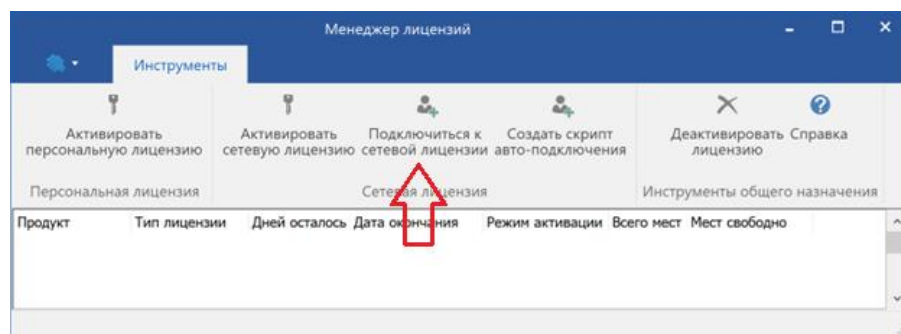 Менеджер лицензий
Инструменты
Активировать персональную лицензию
Активировать сетевую лицензию
Подключиться к сетевой лицензии
Создать скрипт авто-подключения
Деактивировать лицензию
Справка
Персональная лицензия
Сетевая лицензия
Инструменты общего назначения
Продукт Тип лицензии Дней осталось Дата окончания Режим активации Всего мест Мест свободно